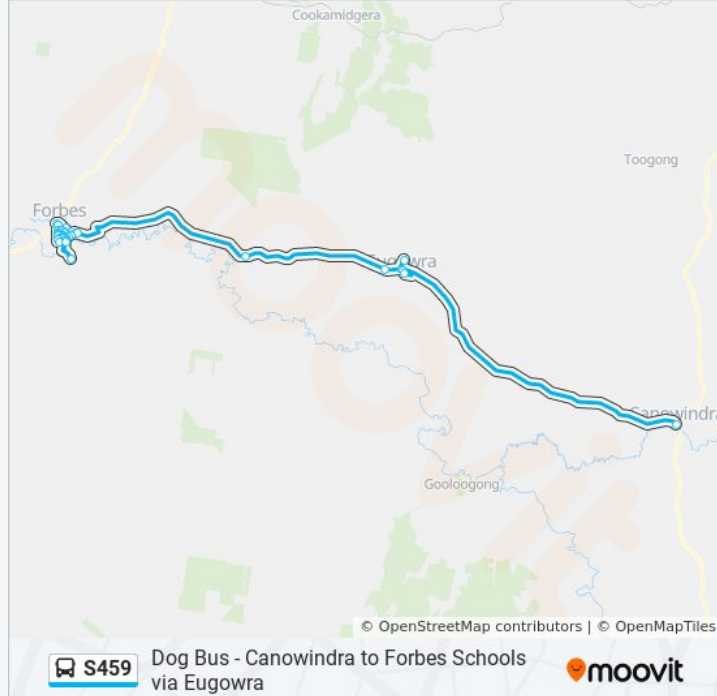 Cookamidgera
Toogong
Forbes
Eugowra
Canowindra
Gooloogong
© OpenStreetMap contributors | © OpenMapTiles
S459
Dog Bus - Canowindra to Forbes Schools
via Eugowra
moovit